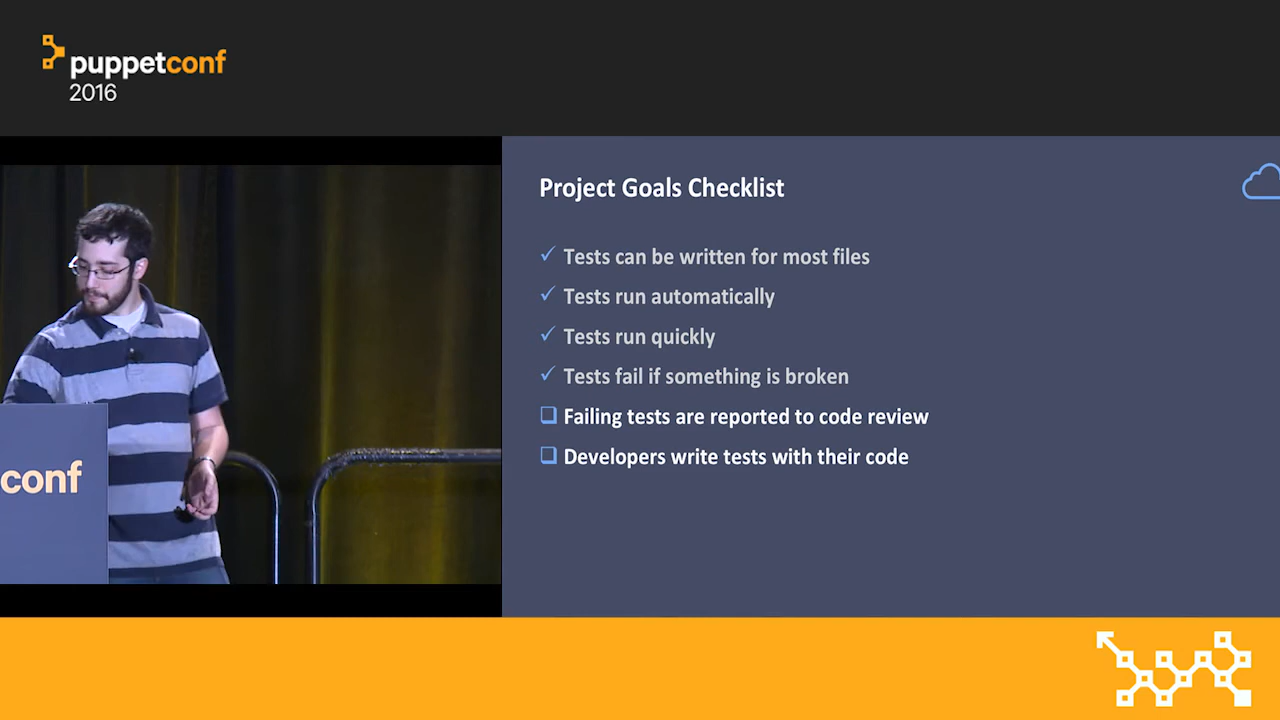 puppetconf
2016
Project Goals Checklist
Tests can be written for most files
Tests run automatically
Tests run quickly
Tests fail if something is broken
Failing tests are reported to code review
Developers write tests with their code
conf